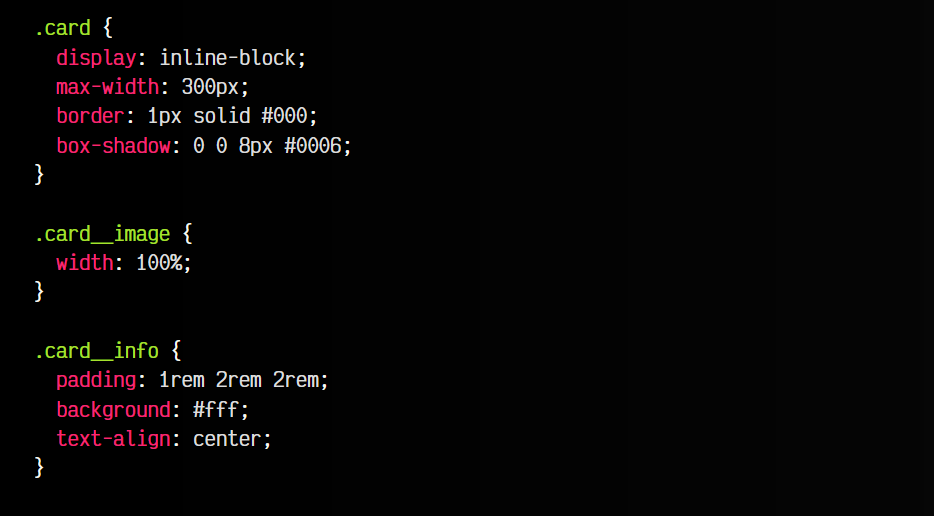 .card {
  display: inline-block;
  max-width: 300px;
  border: 1px solid #000;
  box-shadow: 0 0 8px #0006;
}

.card__image {
  width: 100%;
}

.card__info {
  padding: 1rem 2rem 2rem;
  background: #fff;
  text-align: center;
}